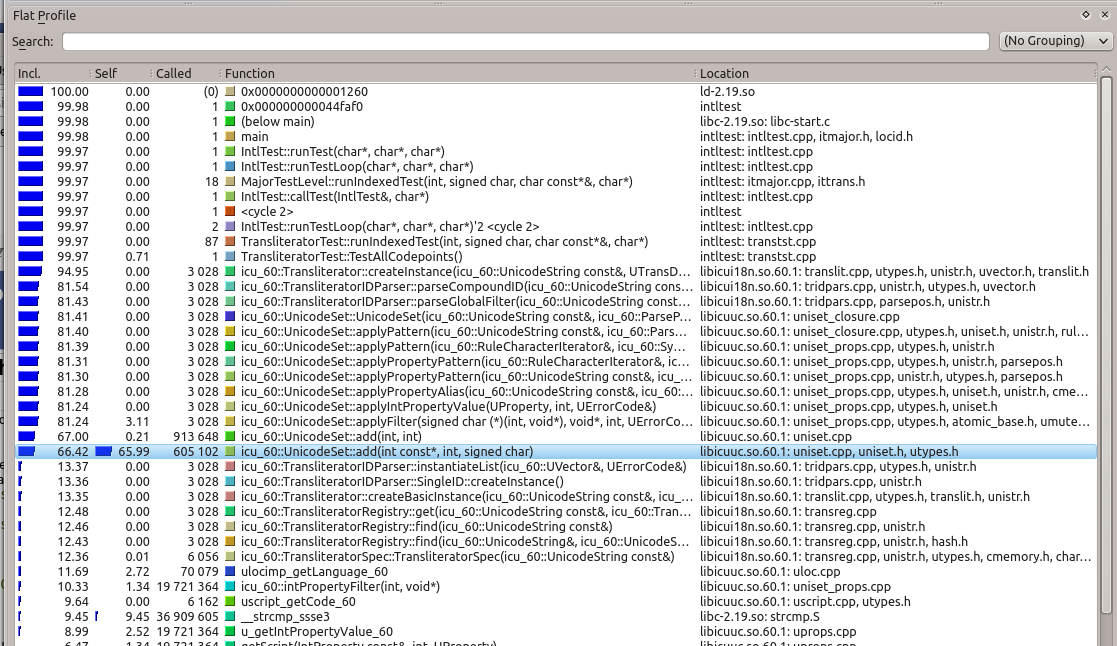 Flat Profile
Search: (No Grouping)
Incl. Self Called Function Location
100.00 0.00 (0) 0x0000000000001260 ld-2.19.so
99.98 0.00 1 0x000000000044faf0 intltest
99.98 0.00 1 (below main) libc-2.19.so: libc-start.c
99.98 0.00 1 main intltest: intltest.cpp, itmajor.h, locid.h
99.97 0.00 1 IntlTest::runTest(char*, char*, char*) intltest: intltest.cpp
99.97 0.00 1 IntlTest::runTestLoop(char*, char*, char*) intltest: intltest.cpp
99.97 0.00 18 MajorTestLevel::runIndexedTest(int, signed char, char const*&, char*) intltest: itmajor.cpp, ittrans.h
99.97 0.00 1 IntlTest::callTest(IntlTest&, char*) intltest: intltest.cpp
99.97 0.00 1 <cycle 2> intltest
99.97 0.00 2 IntlTest::runTestLoop(char*, char*, char*)'2 <cycle 2> intltest: intltest.cpp
99.97 0.00 87 TransliteratorTest::runIndexedTest(int, signed char, char const*&, char*) intltest: transtst.cpp
99.97 0.71 1 TransliteratorTest::TestAllCodepoints() intltest: transtst.cpp
94.95 0.00 3 028 icu_60::Transliterator::createInstance(icu_60::UnicodeString const&, UTransD... libicui18n.so.60.1: translit.cpp, utypes.h, unistr.h, uvector.h, translit.h
81.54 0.00 3 028 icu_60::TransliteratorIDParser::parseCompoundID(icu_60::UnicodeString cons... libicui18n.so.60.1: tridpars.cpp, unistr.h, utypes.h, uvector.h
81.43 0.00 3 028 icu_60::TransliteratorIDParser::parseGlobalFilter(icu_60::UnicodeString const... libicui18n.so.60.1: tridpars.cpp, parsepos.h, unistr.h
81.41 0.00 3 028 icu_60::UnicodeSet::UnicodeSet(icu_60::UnicodeString const&, icu_60::ParseP... libicuuc.so.60.1: uniset_closure.cpp
81.40 0.00 3 028 icu_60::UnicodeSet::applyPattern(icu_60::UnicodeString const&, icu_60::Pars... libicuuc.so.60.1: uniset_closure.cpp, utypes.h, uniset.h, unistr.h, rul...
81.39 0.00 3 028 icu_60::UnicodeSet::applyPattern(icu_60::RuleCharacterIterator&, icu_60::Sy... libicuuc.so.60.1: uniset_props.cpp, utypes.h, unistr.h
81.31 0.00 3 028 icu_60::UnicodeSet::applyPropertyPattern(icu_60::RuleCharacterIterator&, ic... libicuuc.so.60.1: uniset_props.cpp, unistr.h, parsepos.h
81.30 0.00 3 028 icu_60::UnicodeSet::applyPropertyPattern(icu_60::UnicodeString const&, icu_... libicuuc.so.60.1: uniset_props.cpp, unistr.h, utypes.h, parsepos.h
81.28 0.00 3 028 icu_60::UnicodeSet::applyPropertyAlias(icu_60::UnicodeString const&, icu_60:... libicuuc.so.60.1: uniset_props.cpp, utypes.h, uniset.h, unistr.h, cme...
81.24 0.00 3 028 icu_60::UnicodeSet::applyIntPropertyValue(UProperty, int, UErrorCode&) libicuuc.so.60.1: uniset_props.cpp, utypes.h, uniset.h
81.24 3.11 3 028 icu_60::UnicodeSet::applyFilter(signed char (*)(int, void*), void*, int, UErrorCo... libicuuc.so.60.1: uniset_props.cpp, utypes.h, atomic_base.h, umute...
67.00 0.21 913 648 icu_60::UnicodeSet::add(int, int) libicuuc.so.60.1: uniset.cpp
66.42 65.99 605 102 icu_60::UnicodeSet::add(int const*, int, signed char) libicuuc.so.60.1: uniset.cpp, uniset.h, utypes.h
13.37 0.00 3 028 icu_60::TransliteratorIDParser::instantiateList(icu_60::UVector&, UErrorCode&) libicui18n.so.60.1: tridpars.cpp, utypes.h, unistr.h
13.36 0.00 3 028 icu_60::TransliteratorIDParser::SingleID::createInstance() libicui18n.so.60.1: tridpars.cpp, unistr.h
13.35 0.00 3 028 icu_60::Transliterator::createBasicInstance(icu_60::UnicodeString const&, icu_... libicui18n.so.60.1: translit.cpp, utypes.h, translit.h, unistr.h
12.48 0.00 3 028 icu_60::TransliteratorRegistry::get(icu_60::UnicodeString const&, icu_60::Tran... libicui18n.so.60.1: transreg.cpp
12.46 0.00 3 028 icu_60::TransliteratorRegistry::find(icu_60::UnicodeString const&) libicui18n.so.60.1: transreg.cpp, unistr.h
12.43 0.00 3 028 icu_60::TransliteratorRegistry::find(icu_60::UnicodeString&, icu_60::UnicodeS... libicui18n.so.60.1: transreg.cpp, unistr.h, hash.h
12.36 0.01 6 056 icu_60::TransliteratorSpec::TransliteratorSpec(icu_60::UnicodeString const&) libicui18n.so.60.1: transreg.cpp, unistr.h, utypes.h, cmemory.h, char...
11.69 2.72 70 079 ulocimp_getLanguage_60 libicuuc.so.60.1: uloc.cpp
10.33 1.34 19 721 364 icu_60::intPropertyFilter(int, void*) libicuuc.so.60.1: uniset_props.cpp
9.64 0.00 6 162 uscript_getCode_60 libicuuc.so.60.1: uscript.cpp, utypes.h
9.45 9.45 36 909 605 __strcmp_ssse3 libc-2.19.so: strcmp.S
8.99 2.52 19 721 364 u_getIntPropertyValue_60 libicuuc.so.60.1: uprops.cpp
6.47 1.34 19 721 364 getScript(IntProperty const&, int, UProperty) libicuuc.so.60.1: uprops.cpp